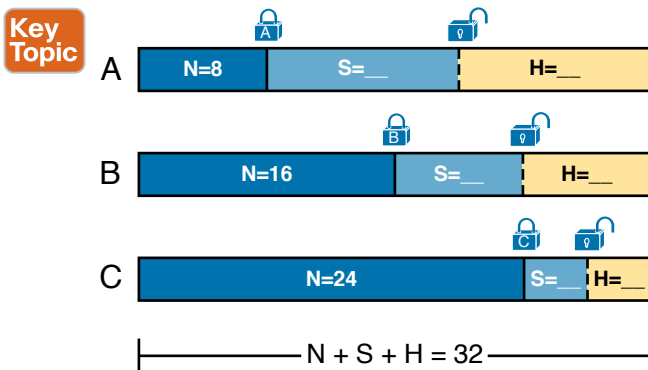 Key
Topic
A
A N=8 S=__ H=__
B
B N=16 S=__ H=__
C
C N=24 S=__ H=__
N + S + H = 32